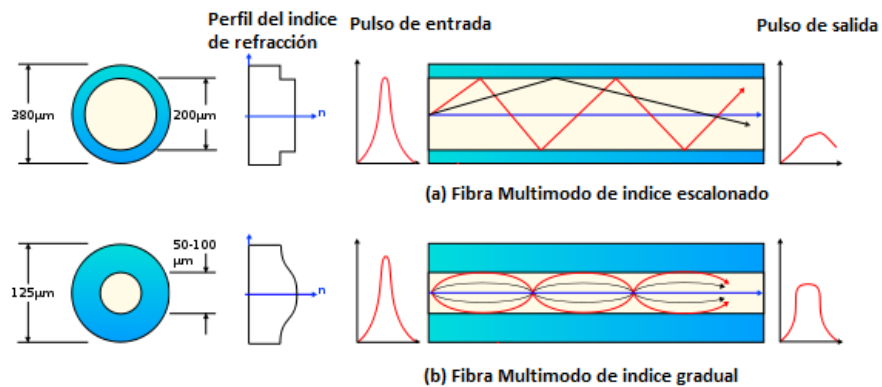 Perfil del indice
de refracción
Pulso de entrada
Pulso de salida
380µm
200µm
n
(a) Fibra Multimodo de indice escalonado
125µm
50-100
µm
n
(b) Fibra Multimodo de indice gradual